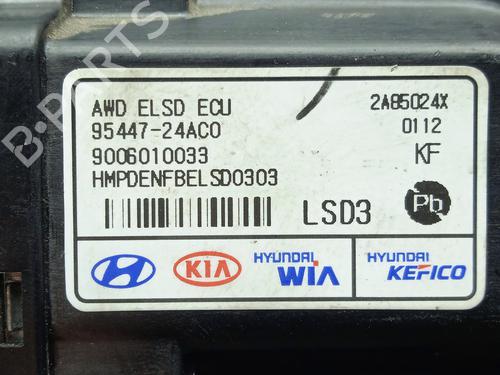 B-PARTS
AWD ELSD ECU
2A85024X
95447-24AC0
0112
9006010033
KF
HMPDENFBELSD0303
LSD3
Pb
KIA
HYUNDAI
WIA
HYUNDAI
KEFICO